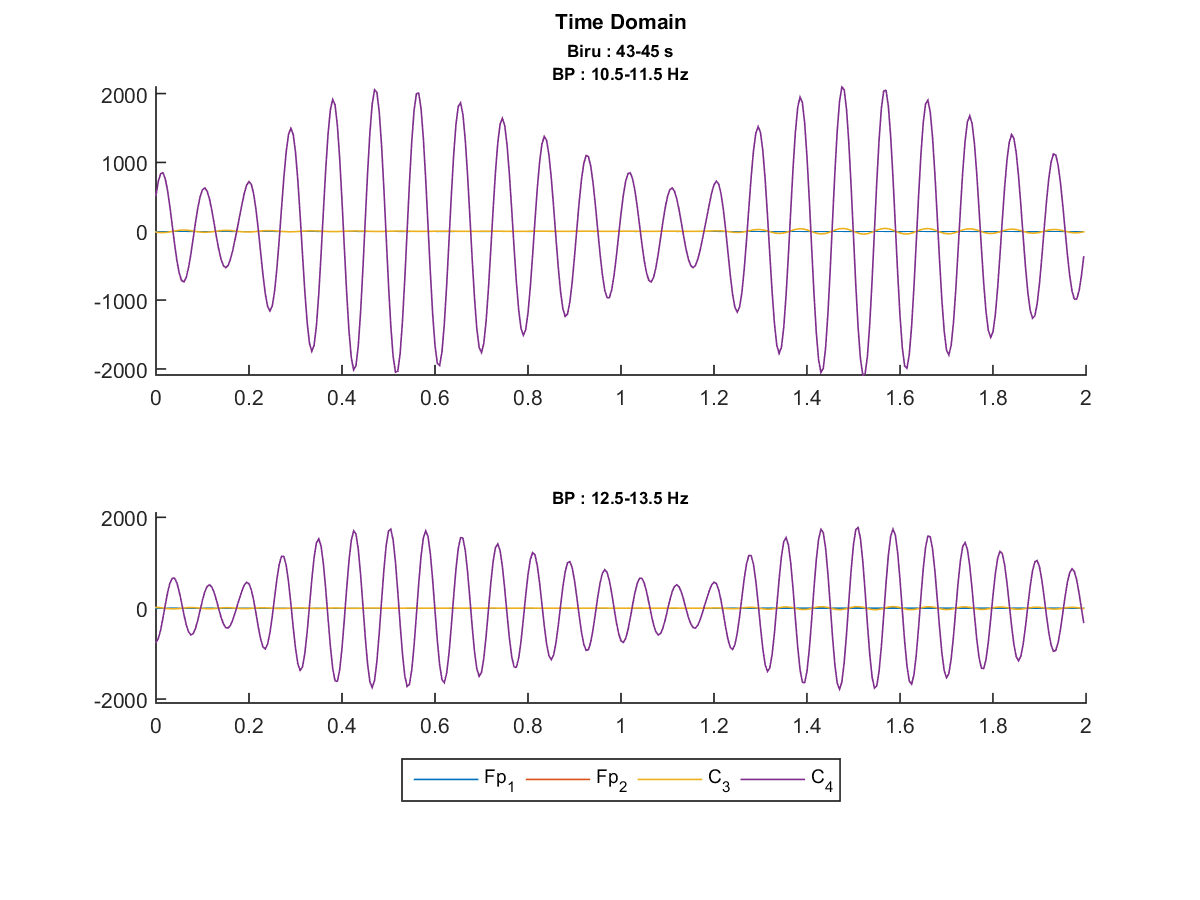 Time Domain
Biru : 43-45 s
BP : 10.5-11.5 Hz
2000
1000
0
-1000
-2000
0 0.2 0.4 0.6 0.8 1 1.2 1.4 1.6 1.8 2
BP : 12.5-13.5 Hz
2000
0
-2000
0 0.2 0.4 0.6 0.8 1 1.2 1.4 1.6 1.8 2
Fp1 Fp2 C3 C4